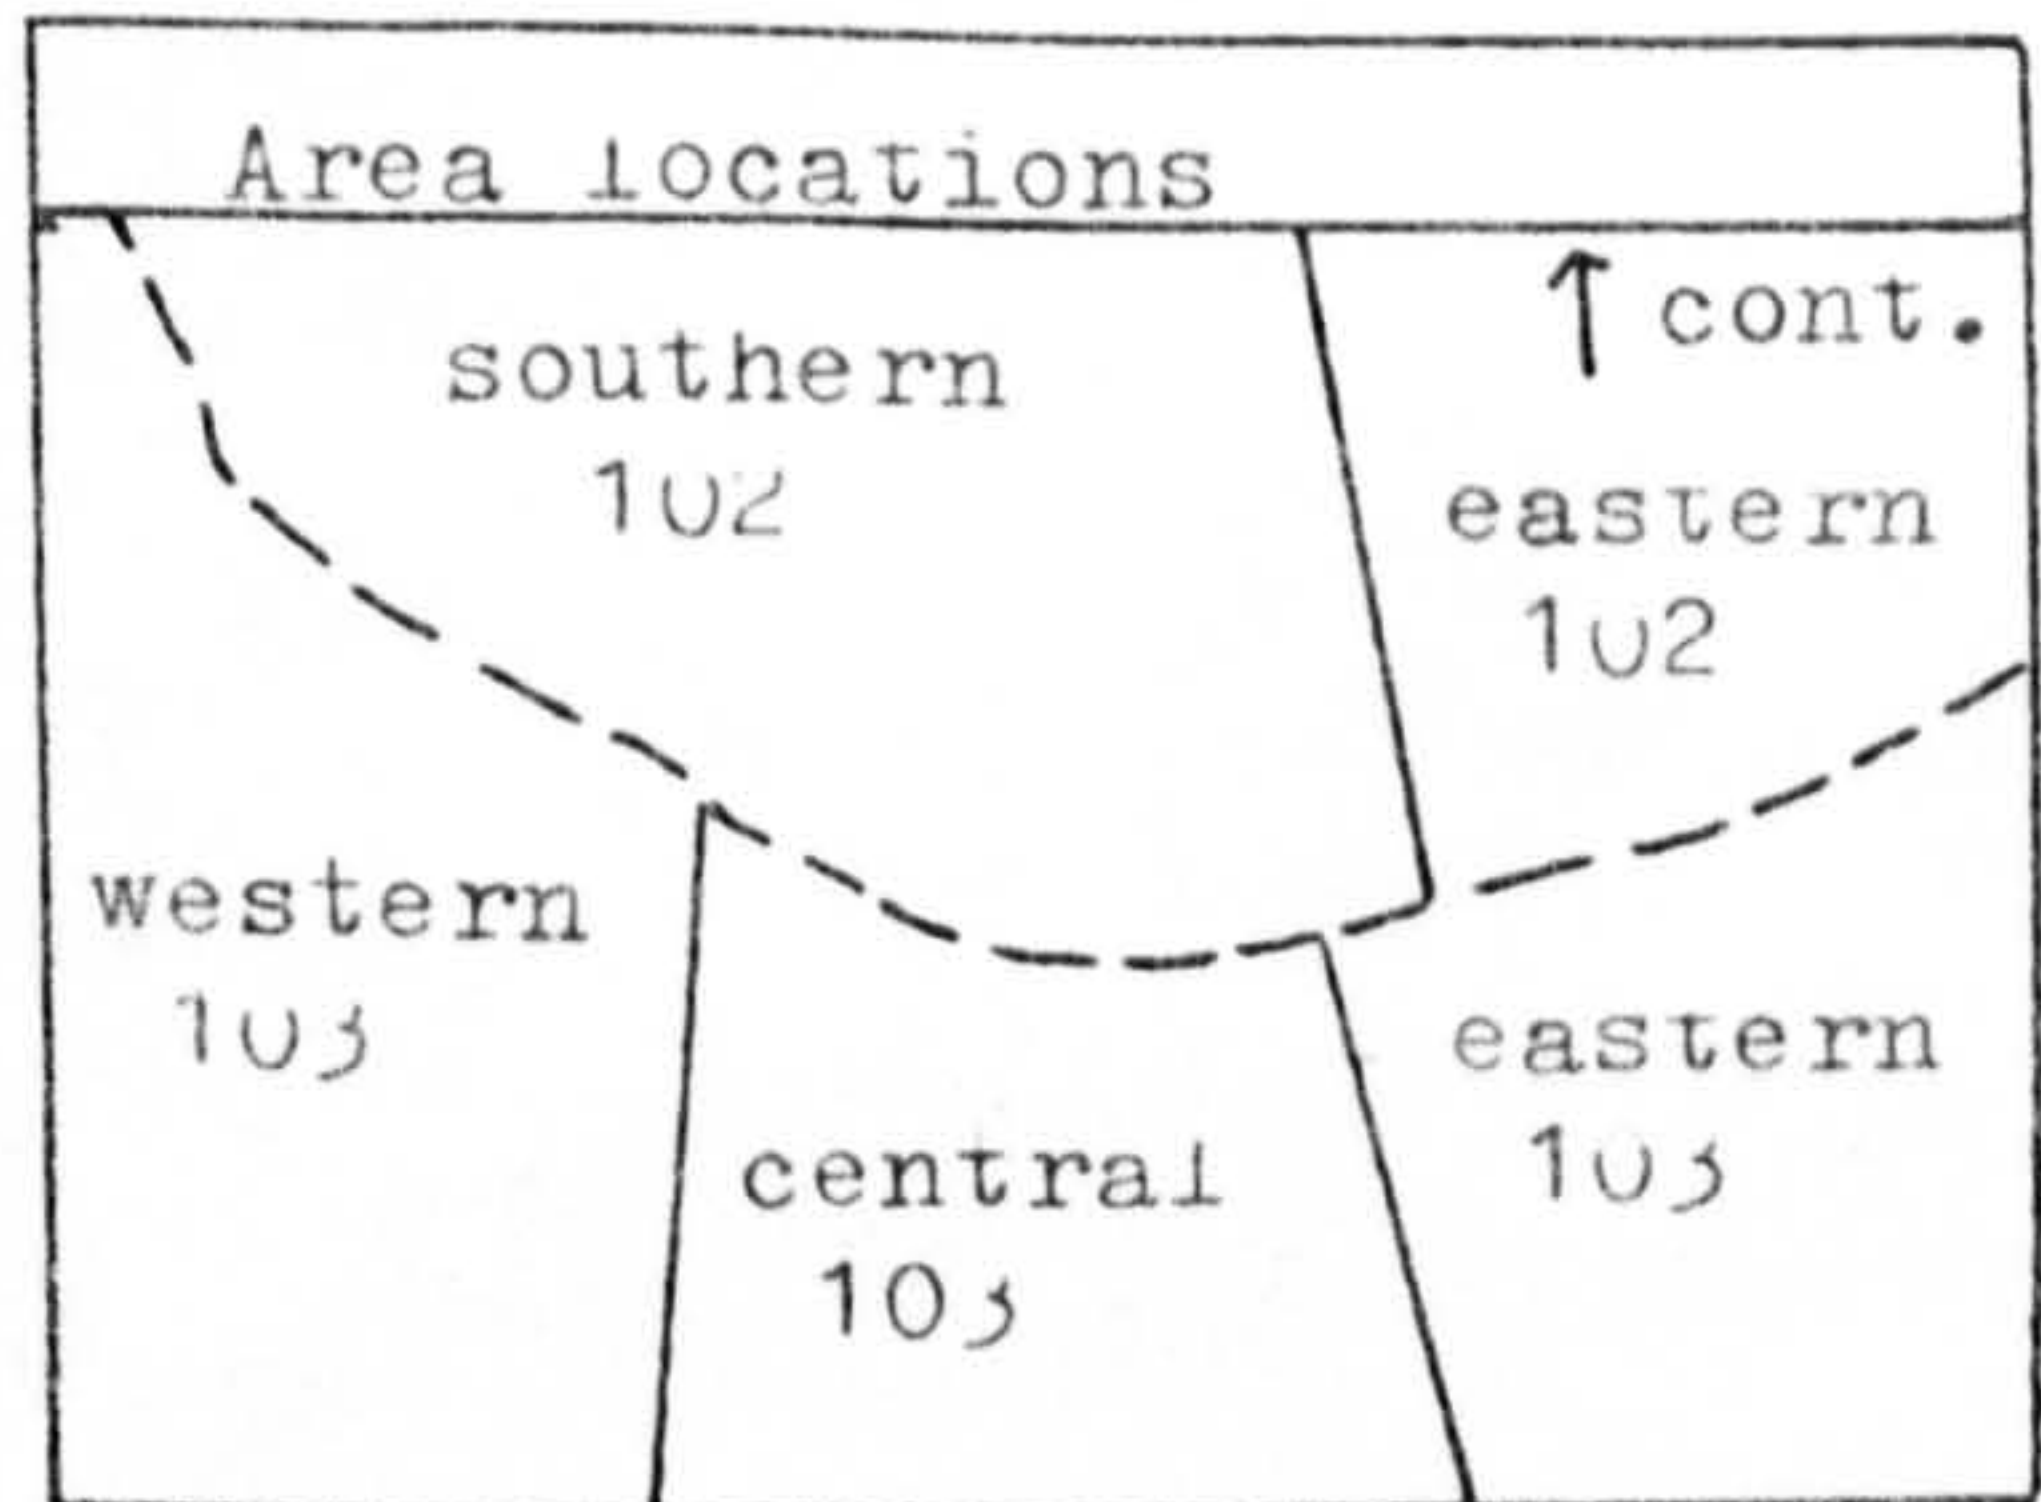 Area locations
↑ cont.
southern
102
eastern
102
western
103
central
103
eastern
103